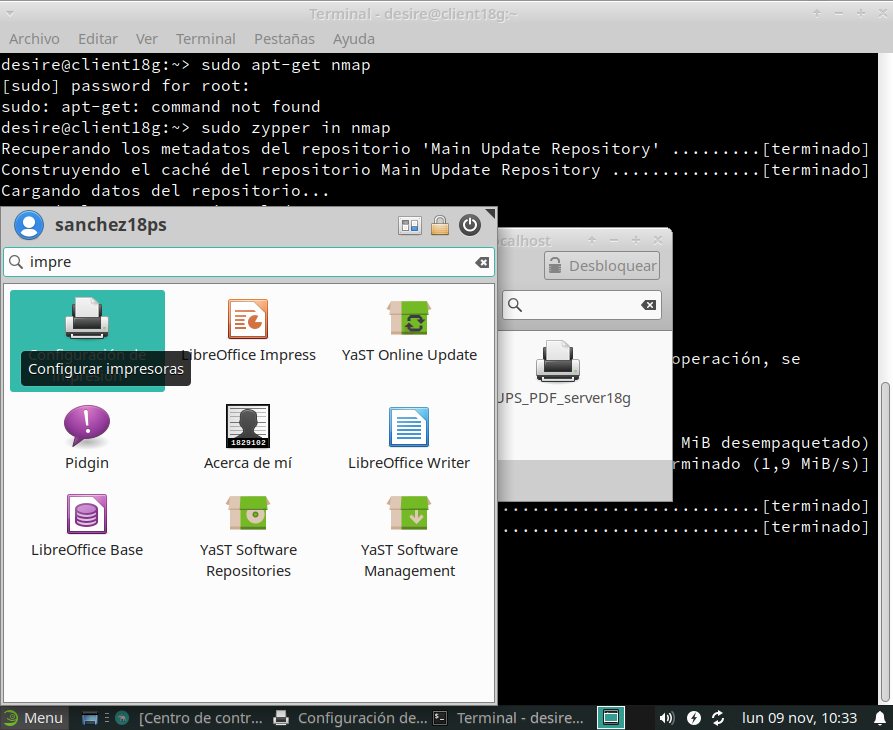 Terminal - desire@client18g:~
Archivo Editar Ver Terminal Pestañas Ayuda
desire@client18g:~> sudo apt-get nmap
[sudo] password for root:
sudo: apt-get: command not found
desire@client18g:~> sudo zypper in nmap
Recuperando los metadatos del repositorio 'Main Update Repository' .........[terminado]
Construyendo el caché del repositorio Main Update Repository ...............[terminado]
Cargando datos del repositorio...
sanchez18ps
impre
Configuración de
Configurar impresoras
LibreOffice Impress
YaST Online Update
Pidgin
1829102
Acerca de mí
LibreOffice Writer
LibreOffice Base
YaST Software
Repositories
YaST Software
Management
Desbloquear
UPS_PDF_server18g
operación, se
MiB desempaquetado)
rminado (1,9 MiB/s)]
..........................[terminado]
..........................[terminado]
Menu
[Centro de contr...
Configuración de...
Terminal - desire...
lun 09 nov, 10:33